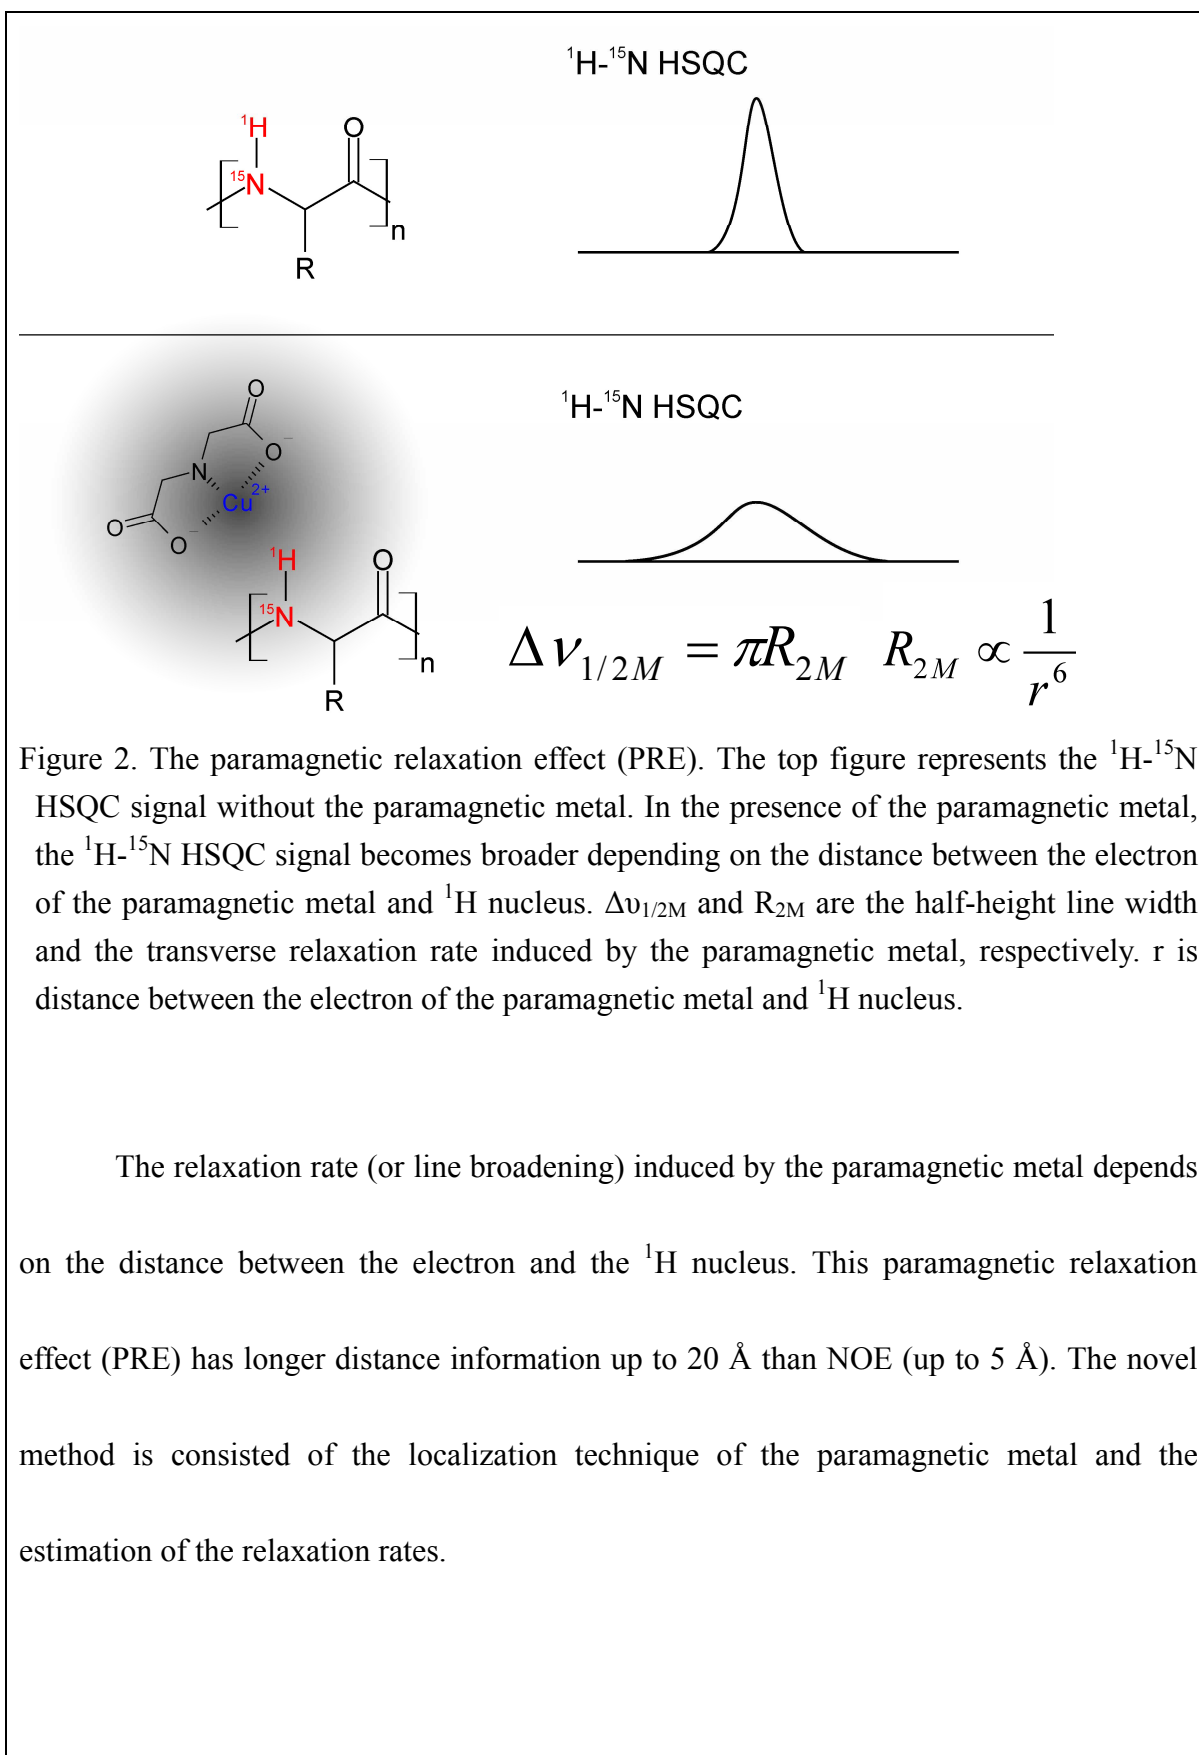 ¹H-¹⁵N HSQC
¹H
O
¹⁵N
n
R
O
¹H-¹⁵N HSQC
O⁻
N
Cu²⁺
O
O⁻
¹H
O
¹⁵N
n
R
Δν₁/₂M = πR₂M   R₂M ∝ 1/r⁶
Figure 2. The paramagnetic relaxation effect (PRE). The top figure represents the ¹H-¹⁵N
HSQC signal without the paramagnetic metal. In the presence of the paramagnetic metal,
the ¹H-¹⁵N HSQC signal becomes broader depending on the distance between the electron
of the paramagnetic metal and ¹H nucleus. Δυ₁/₂M and R₂M are the half-height line width
and the transverse relaxation rate induced by the paramagnetic metal, respectively. r is
distance between the electron of the paramagnetic metal and ¹H nucleus.
The relaxation rate (or line broadening) induced by the paramagnetic metal depends
on the distance between the electron and the ¹H nucleus. This paramagnetic relaxation
effect (PRE) has longer distance information up to 20 Å than NOE (up to 5 Å). The novel
method is consisted of the localization technique of the paramagnetic metal and the
estimation of the relaxation rates.